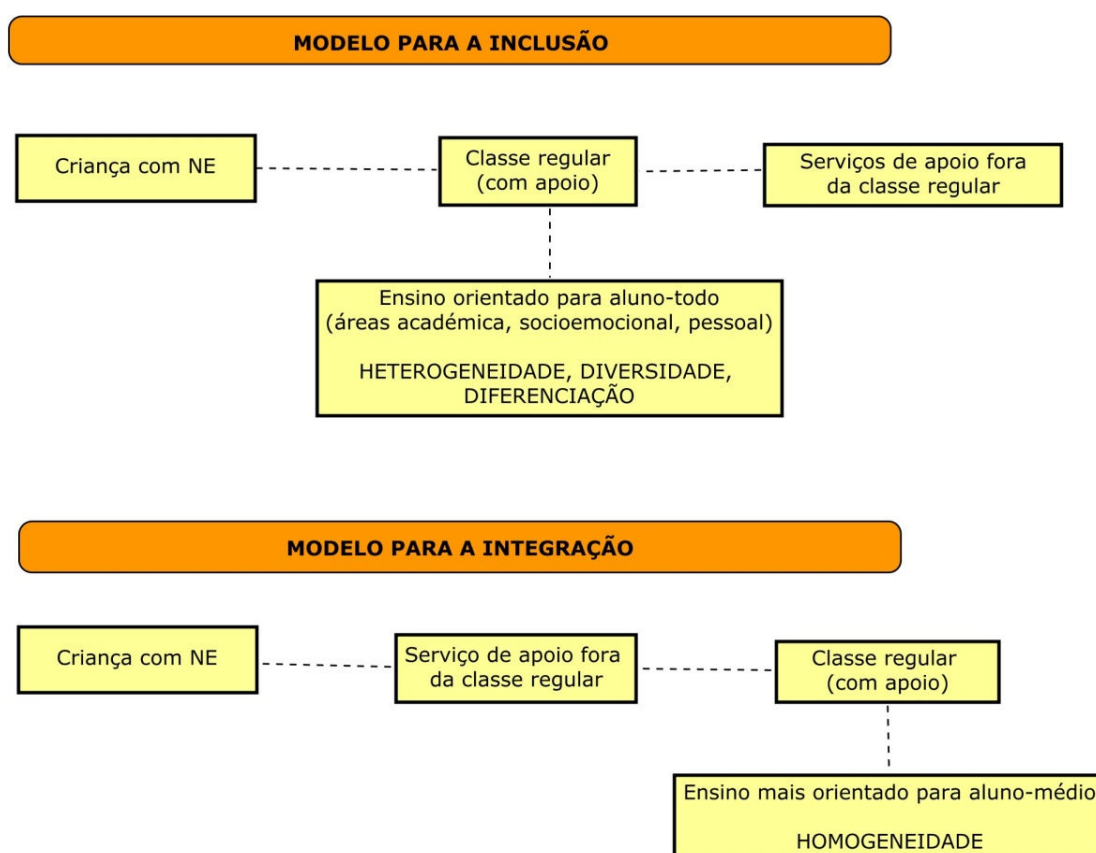 MODELO PARA A INCLUSÃO
Criança com NE
Classe regular
(com apoio)
Serviços de apoio fora
da classe regular
Ensino orientado para aluno-todo
(áreas académica, socioemocional, pessoal)
HETEROGENEIDADE, DIVERSIDADE,
DIFERENCIAÇÃO
MODELO PARA A INTEGRAÇÃO
Criança com NE
Serviço de apoio fora
da classe regular
Classe regular
(com apoio)
Ensino mais orientado para aluno-médio
HOMOGENEIDADE